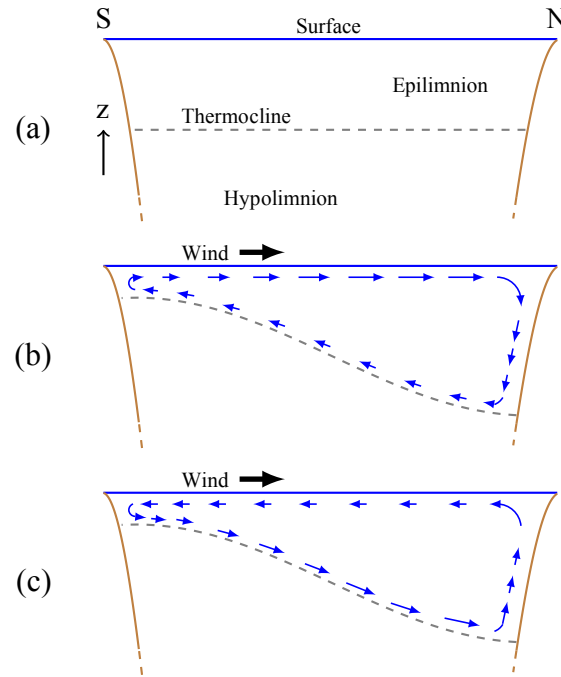 S N
Surface
Epilimnion
(a) z Thermocline
Hypolimnion
Wind
(b)
Wind
(c)